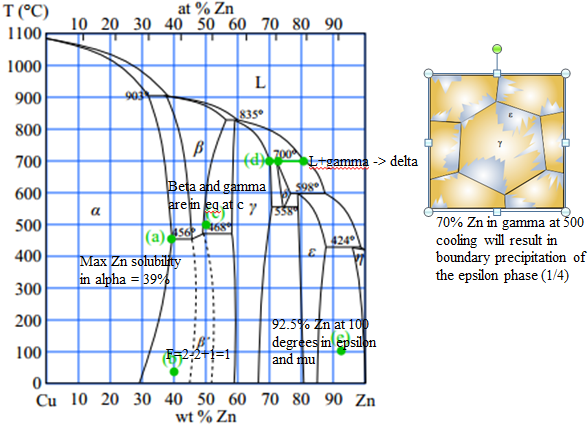 T (°C)
at % Zn
10 20 30 40 50 60 70 80 90
1100
1000
900
800
700
600
500
400
300
200
100
0
903°
L
835°
β
(d)
700°
L+gamma -> delta
Beta and gamma
are in eq at c
(c)
α
γ
δ
598°
558°
(a)
456°
468°
ε
424°
η
Max Zn solubility
in alpha = 39%
92.5% Zn at 100
degrees in epsilon
and mu
(e)
β'
F=2-2+1=1
(b)
Cu 10 20 30 40 50 60 70 80 90 Zn
wt % Zn
ε
γ
70% Zn in gamma at 500
cooling will result in
boundary precipitation of
the epsilon phase (1/4)